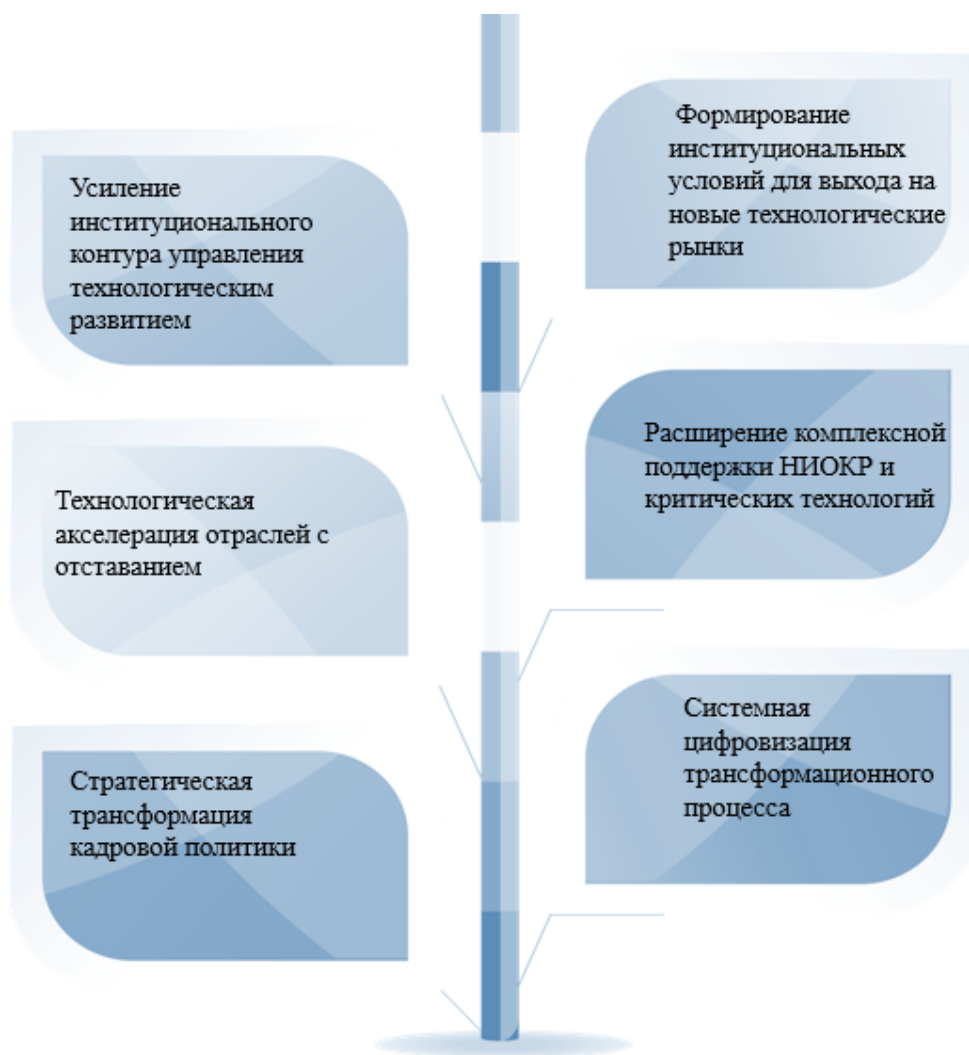 Формирование
институциональных
условий для выхода на
новые технологические
рынки
Усиление
институционального
контура управления
технологическим
развитием
Расширение комплексной
поддержки НИОКР и
критических технологий
Технологическая
акселерация отраслей с
отставанием
Системная
цифровизация
трансформационного
процесса
Стратегическая
трансформация
кадровой политики